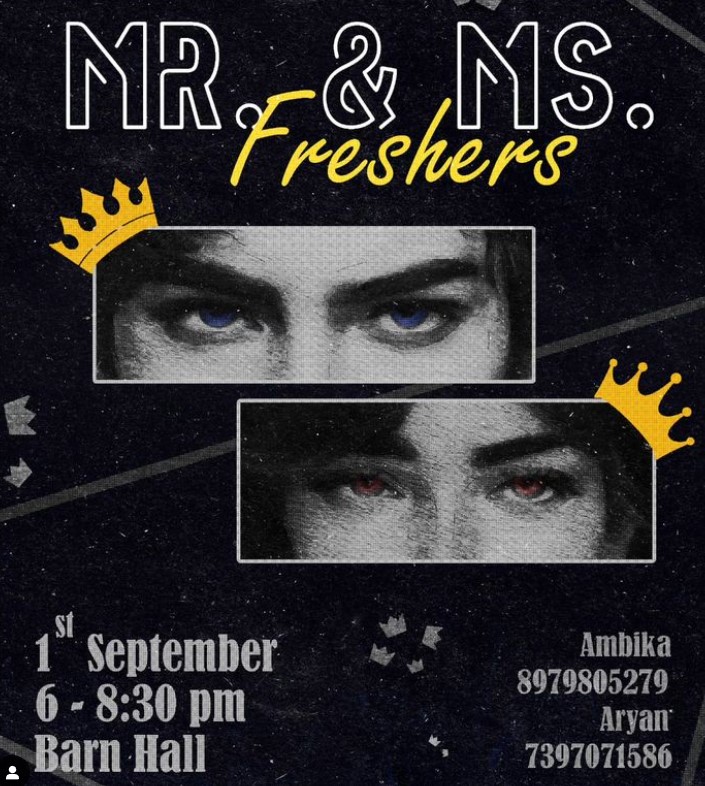 MR. & MS.
Freshers
1st September
6 - 8:30 pm
Barn Hall
Ambika
8979805279
Aryan
7397071586